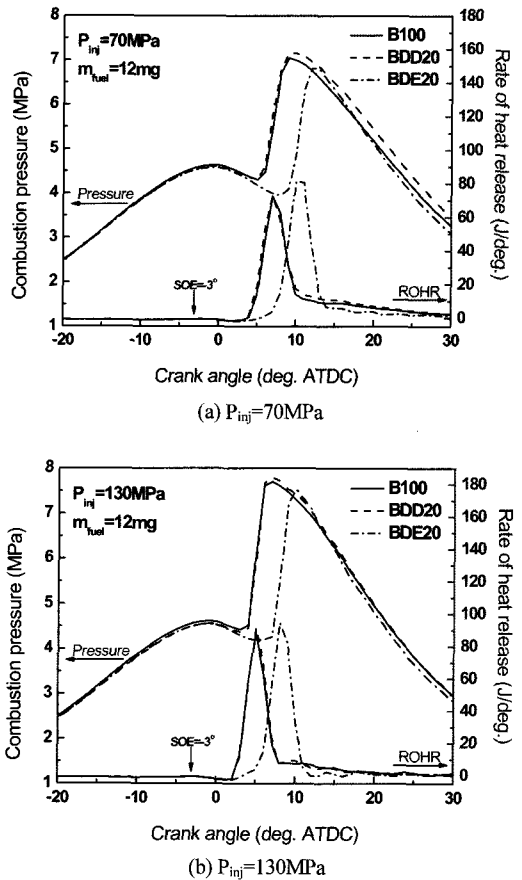 P_inj=70MPa
m_fuel=12mg
B100
BDD20
BDE20
Combustion pressure (MPa)
8
7
6
5
4
3
2
1
Pressure
SOE=-3°
ROHR
Rate of heat release (J/deg.)
180
160
140
120
100
80
60
40
20
0
-20
-10
0
10
20
30
Crank angle (deg. ATDC)
(a) P_inj=70MPa
P_inj=130MPa
m_fuel=12mg
B100
BDD20
BDE20
Combustion pressure (MPa)
8
7
6
5
4
3
2
1
Pressure
SOE=-3°
ROHR
Rate of heat release (J/deg.)
180
160
140
120
100
80
60
40
20
0
-20
-10
0
10
20
30
Crank angle (deg. ATDC)
(b) P_inj=130MPa